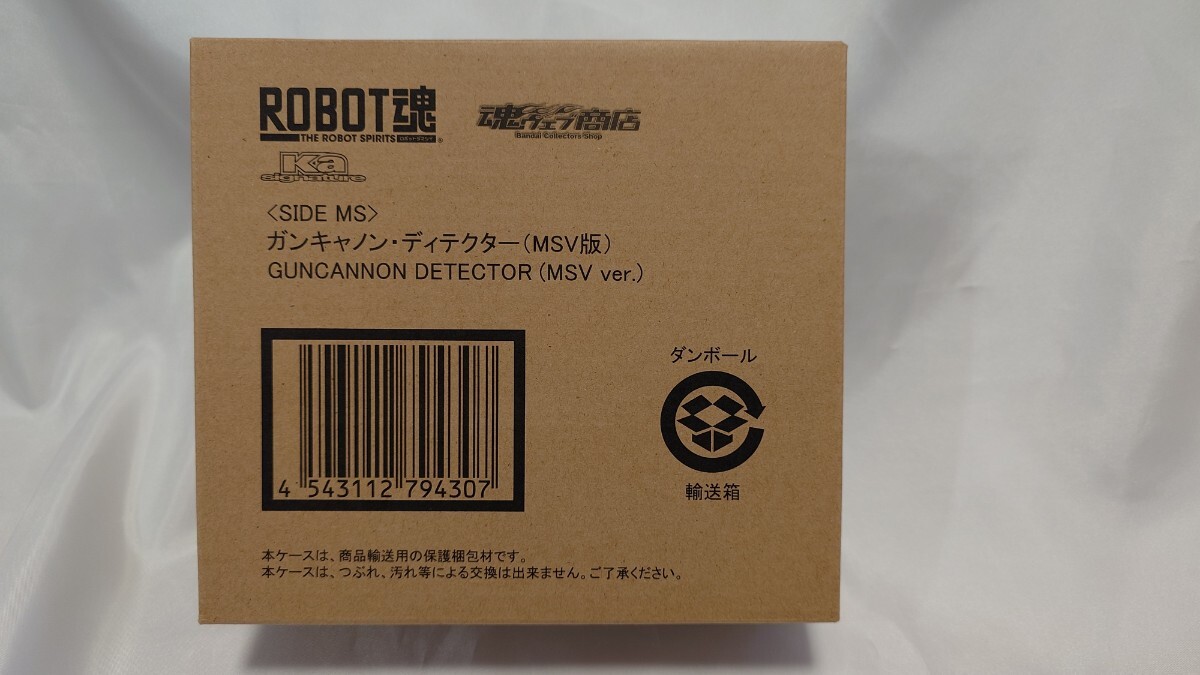 ROBOT魂
THE ROBOT SPIRITS
魂ウェブ商店
Bandai Collectors Shop
Ka
signature
〈SIDE MS〉
ガンキャノン・ディテクター(MSV版)
GUNCANNON DETECTOR (MSV ver.)
4 543112 794307
ダンボール
輸送箱
本ケースは、商品輸送用の保護梱包材です。
本ケースは、つぶれ、汚れ等による交換は出来ません。ご了承ください。